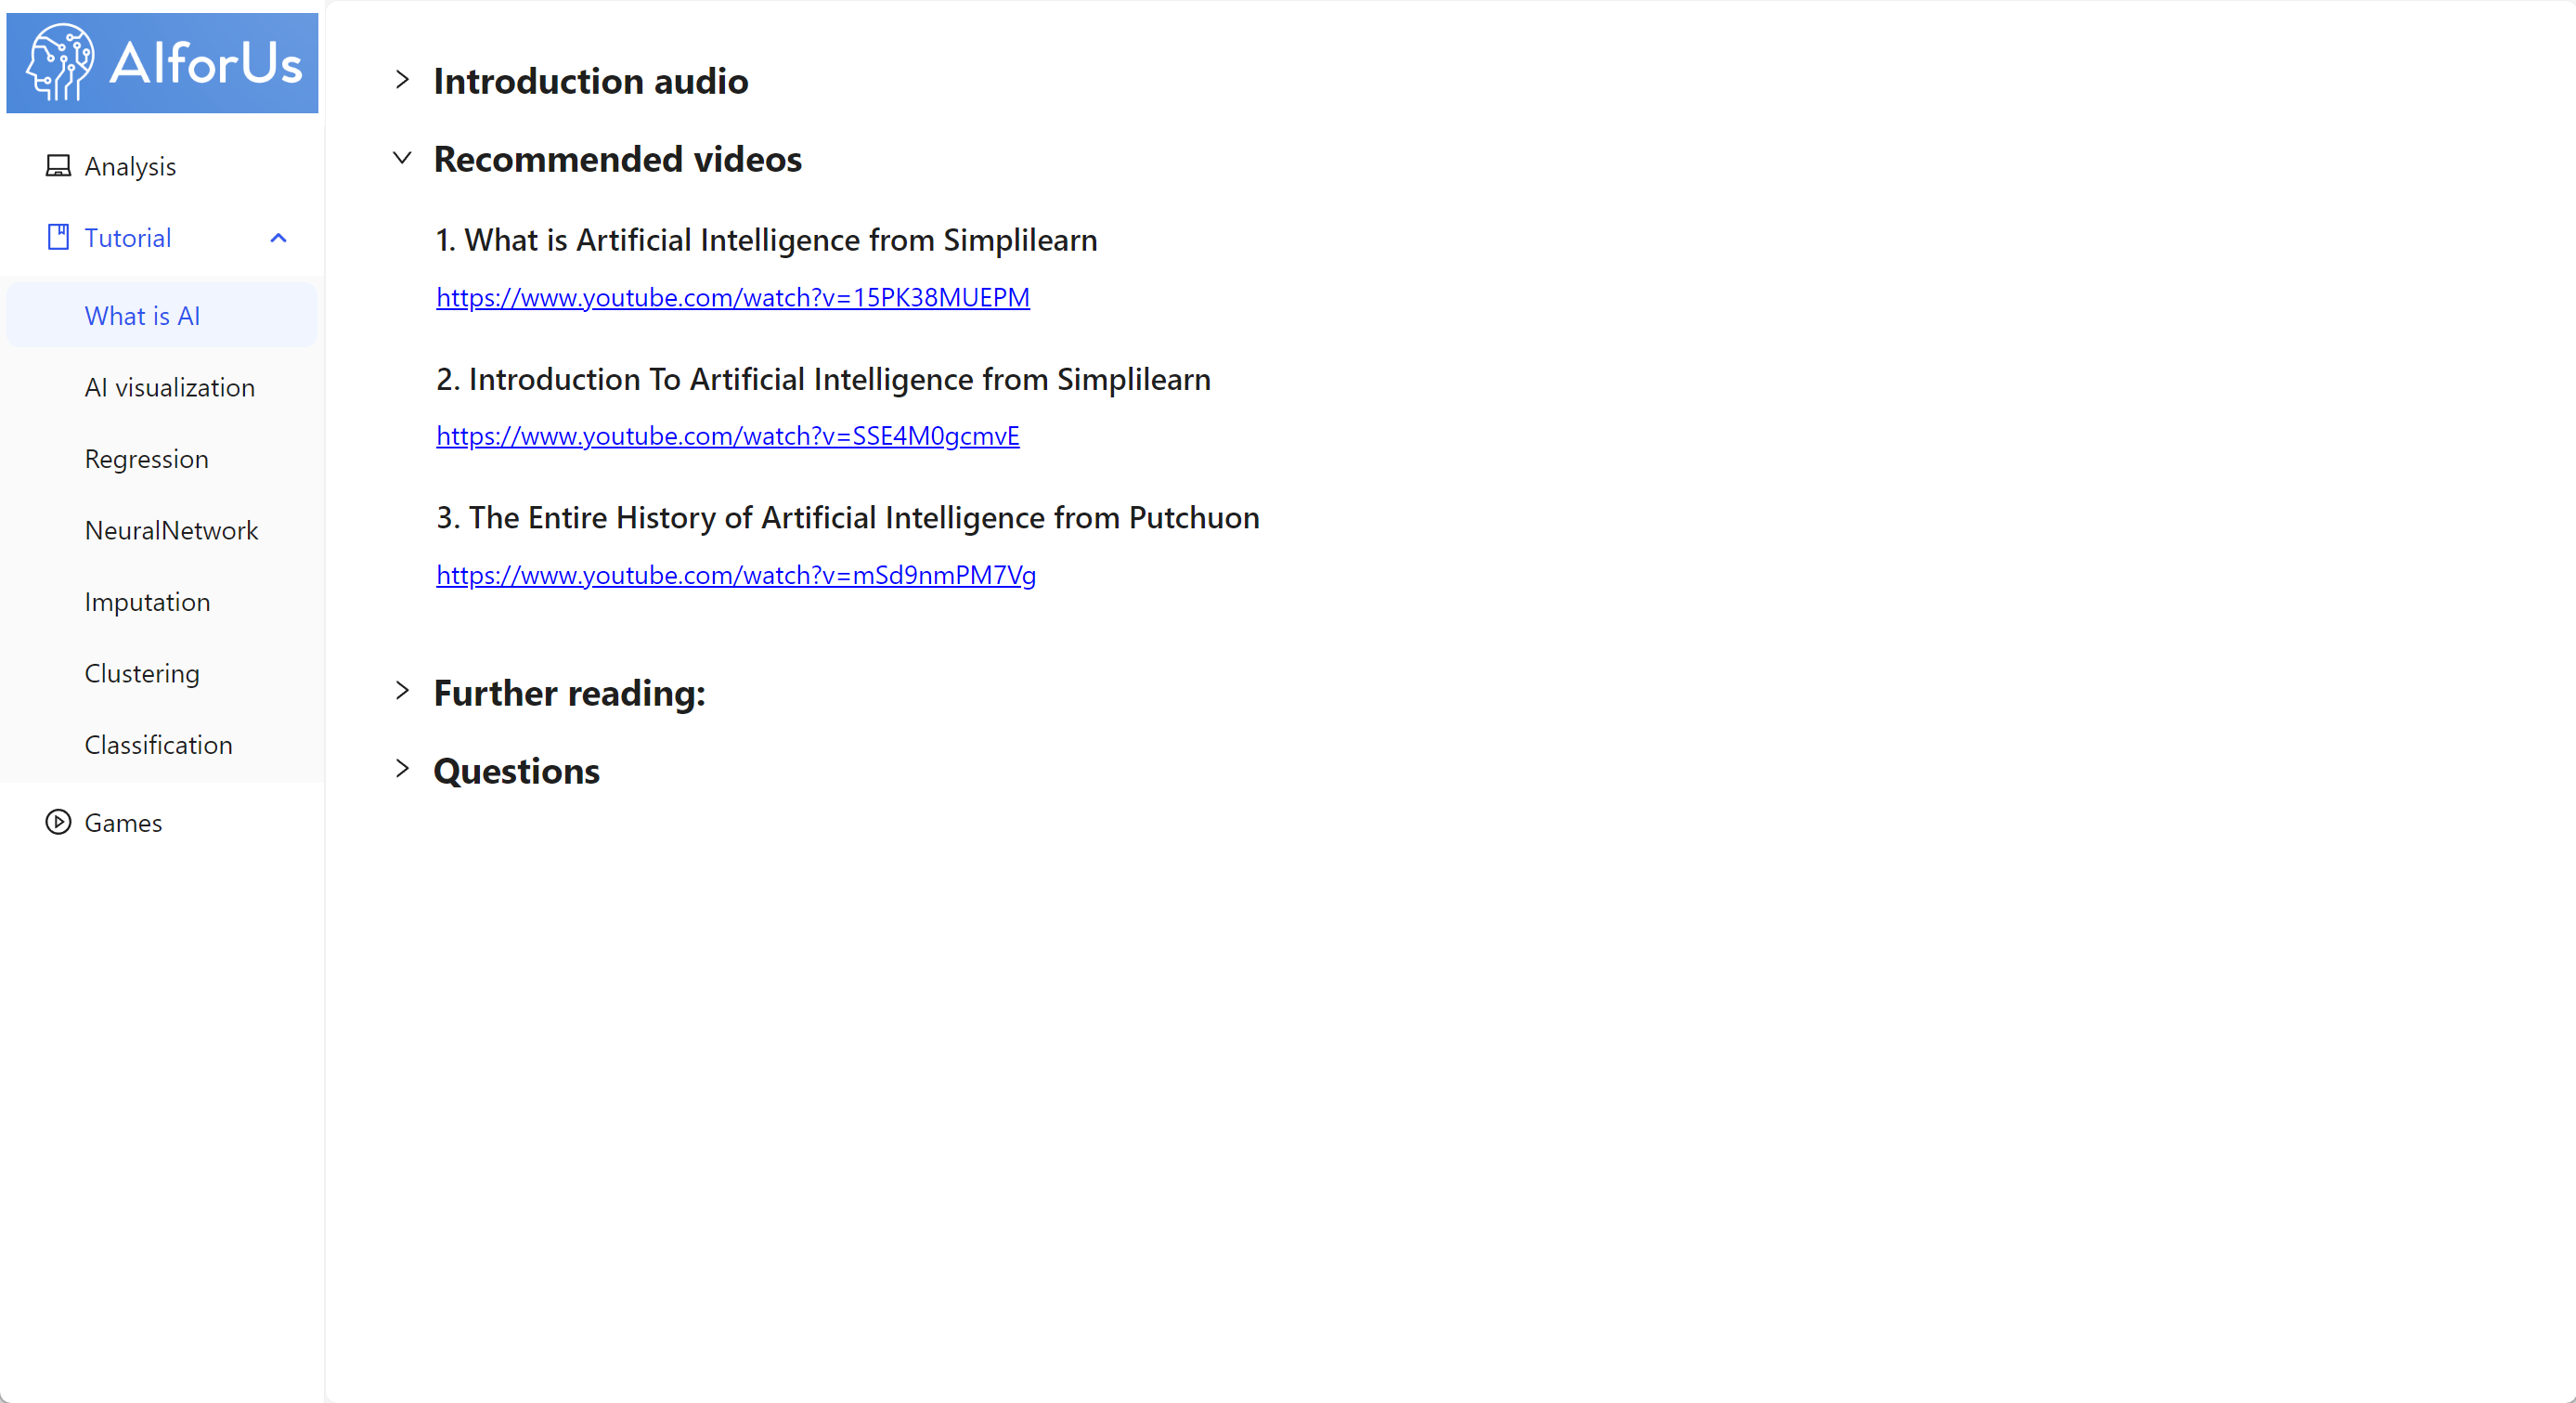 AIforUs
Analysis
Tutorial
What is AI
AI visualization
Regression
NeuralNetwork
Imputation
Clustering
Classification
Games
Introduction audio
Recommended videos
1. What is Artificial Intelligence from Simplilearn
https://www.youtube.com/watch?v=15PK38MUEPM
2. Introduction To Artificial Intelligence from Simplilearn
https://www.youtube.com/watch?v=SSE4M0gcmvE
3. The Entire History of Artificial Intelligence from Putchuon
https://www.youtube.com/watch?v=mSd9nmPM7Vg
Further reading:
Questions